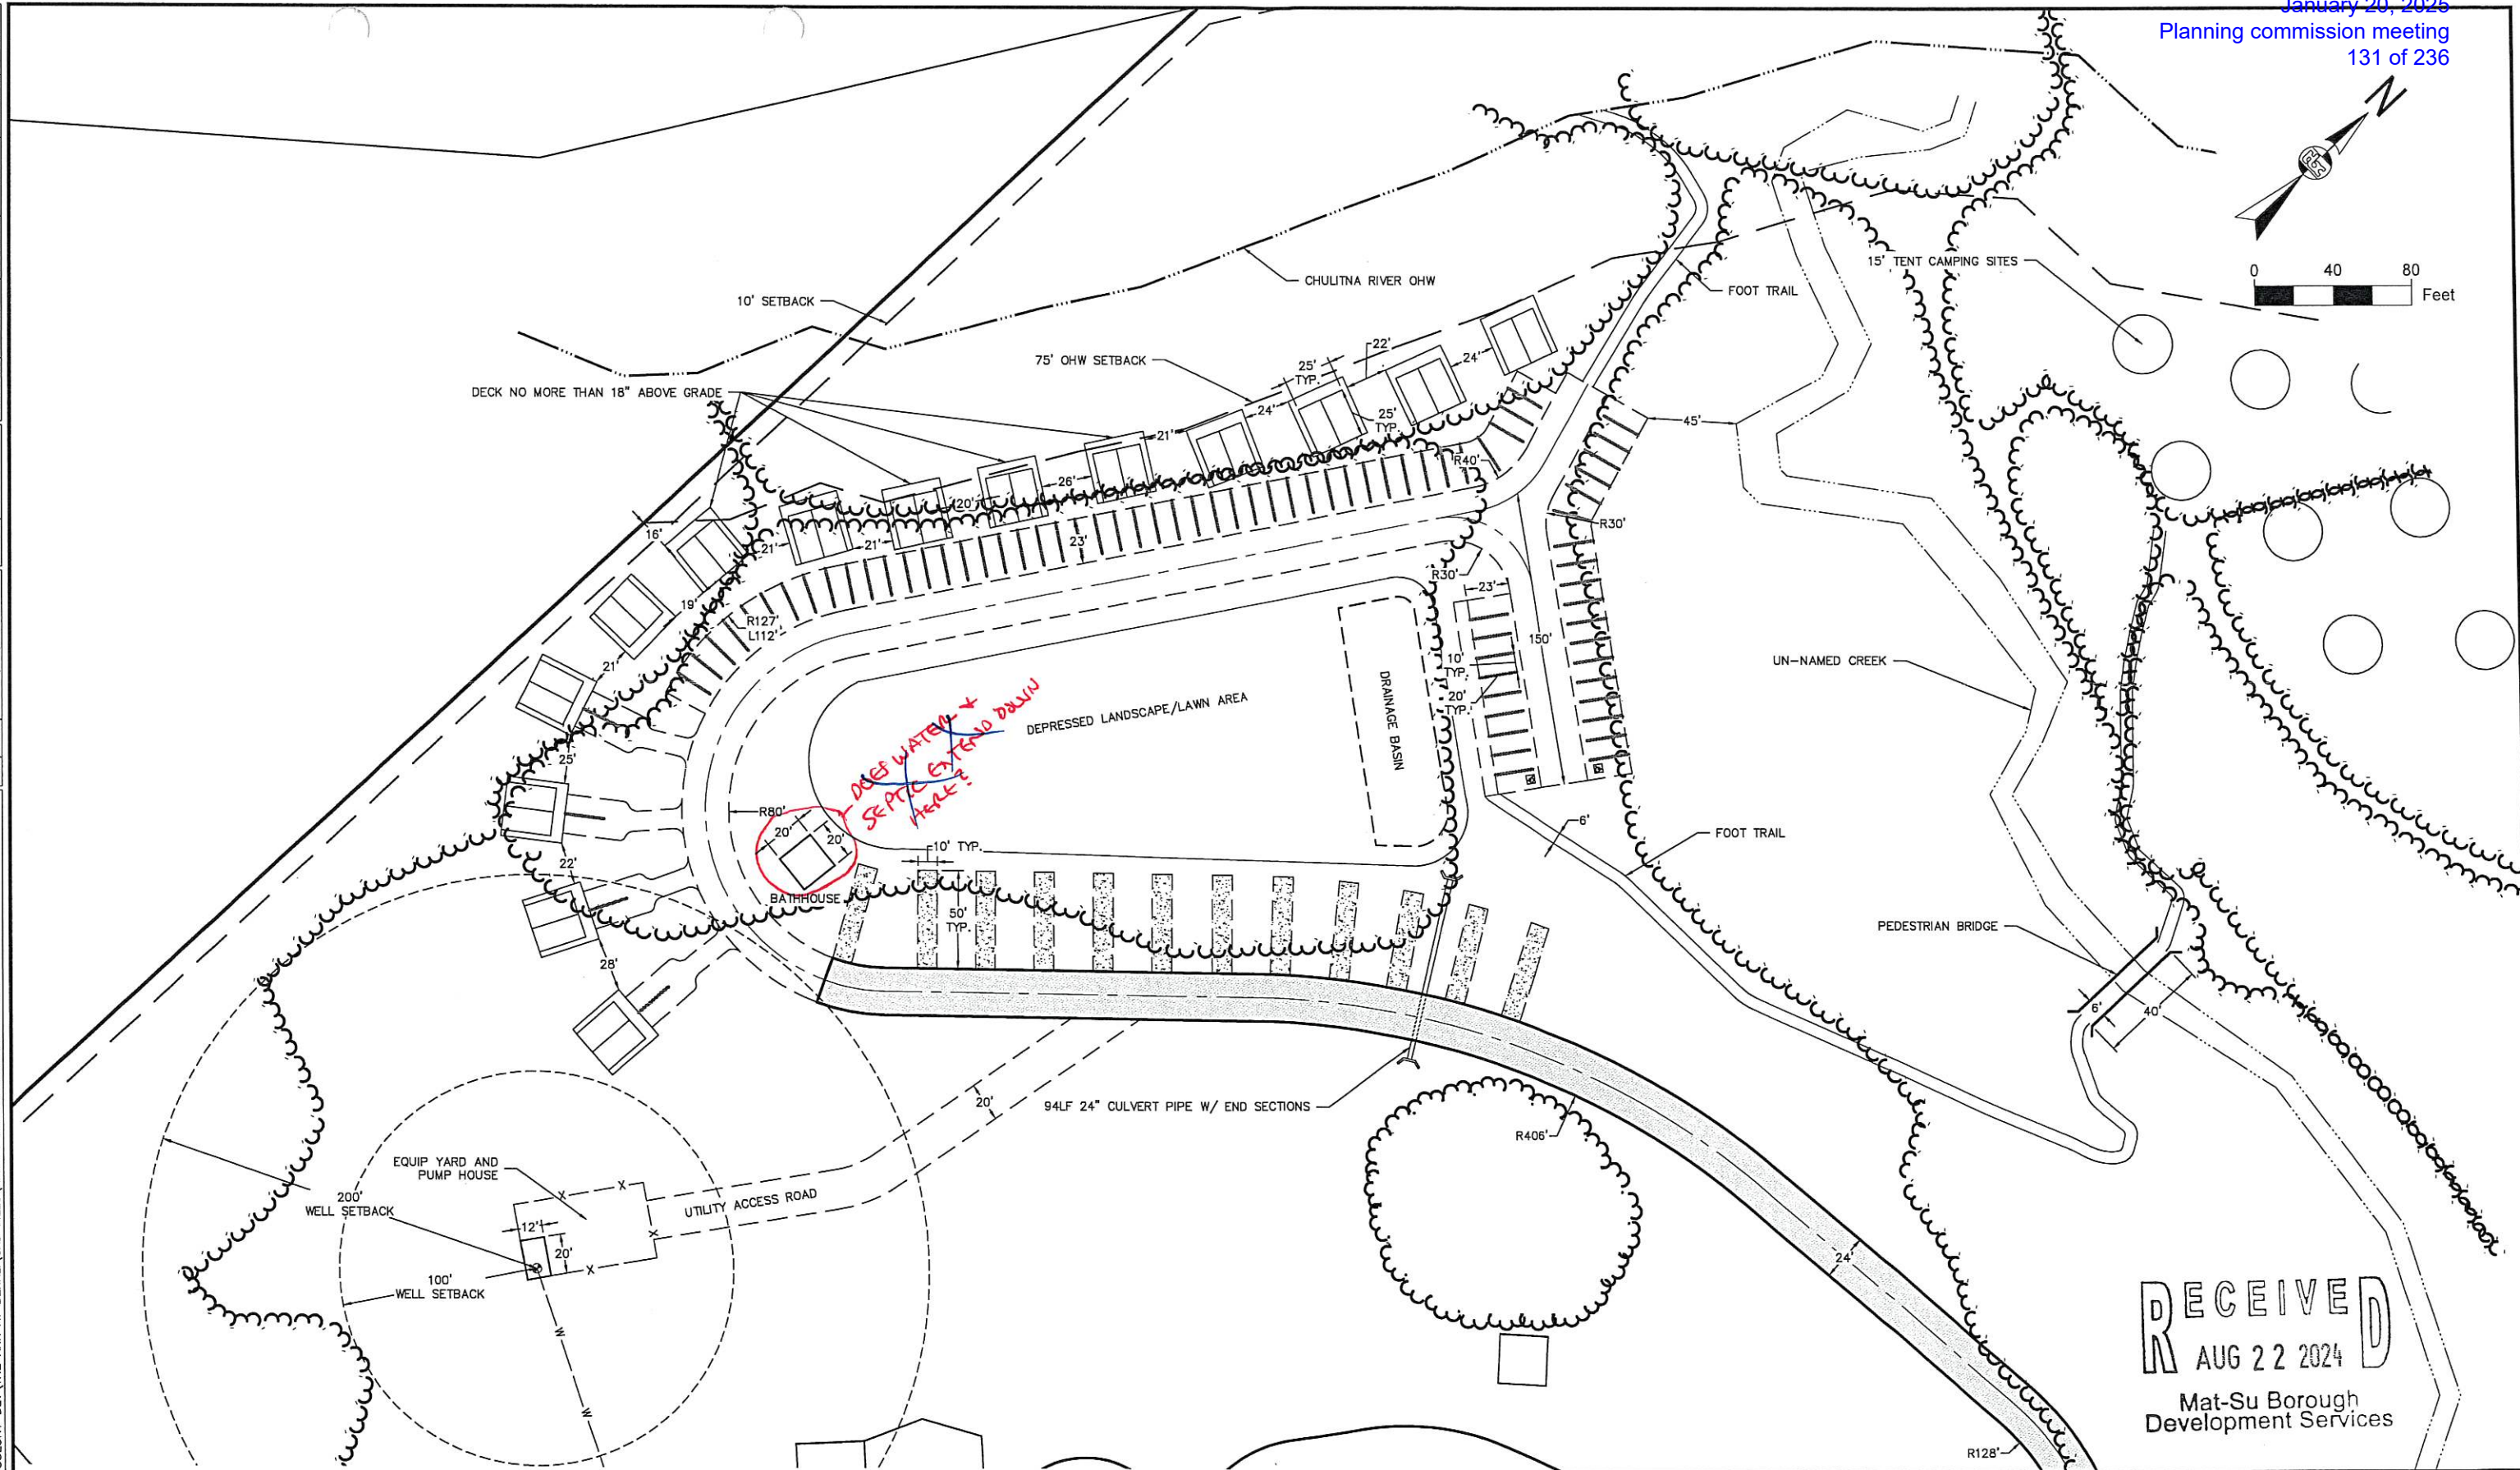 January 20, 2025
Planning commission meeting
131 of 236
N
0 40 80
Feet
15' TENT CAMPING SITES
CHULITNA RIVER OHW
FOOT TRAIL
10' SETBACK
75' OHW SETBACK
DECK NO MORE THAN 18" ABOVE GRADE
22'
25'
TYP.
24'
24'
25'
TYP.
21'
45'
R40'
26'
20'
16'
21'
21'
23'
R30'
R30'
23'
19'
R127'
L112'
150'
21'
10'
TYP.
20'
TYP.
UN-NAMED CREEK
DRAINAGE BASIN
DEPRESSED LANDSCAPE/LAWN AREA
DOES WATER &
SEPTIC EXTEND DOWN
HERE?
25'
R80'
20'
20'
6'
FOOT TRAIL
10' TYP.
22'
BATHHOUSE
50'
TYP.
PEDESTRIAN BRIDGE
28'
6'
40'
20'
94LF 24" CULVERT PIPE W/ END SECTIONS
R406'
EQUIP YARD AND
PUMP HOUSE
X X
UTILITY ACCESS ROAD
200'
WELL SETBACK
12'
X
20'
X
24'
100'
WELL SETBACK
W
W
R128'
RECEIVED
AUG 22 2024
Mat-Su Borough
Development Services